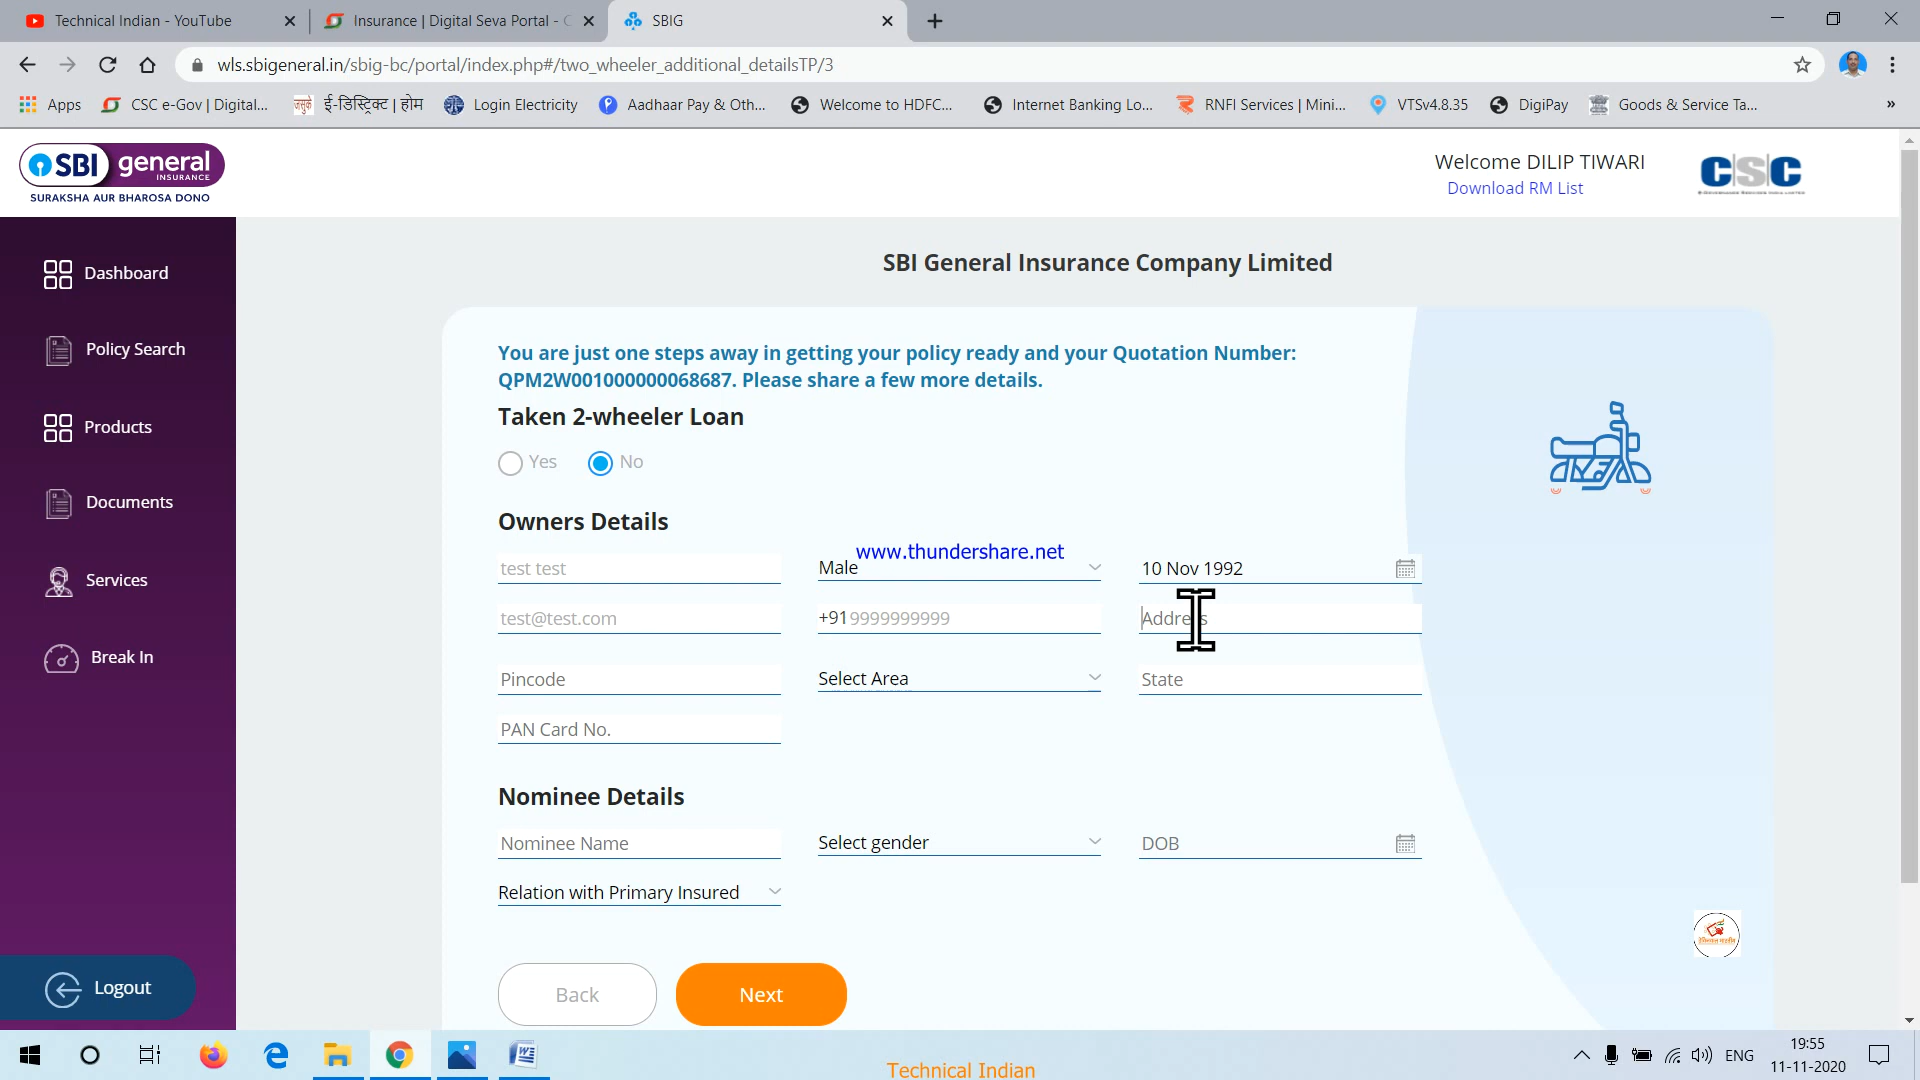 Technical Indian - YouTube
Insurance | Digital Seva Portal - C
SBIG
wls.sbigeneral.in/sbig-bc/portal/index.php#/two_wheeler_additional_detailsTP/3
Apps
CSC e-Gov | Digital...
ई-डिस्ट्रिक्ट | होम
Login Electricity
Aadhaar Pay & Oth...
Welcome to HDFC...
Internet Banking Lo...
RNFI Services | Mini...
VTSv4.8.35
DigiPay
Goods & Service Ta...
»
SBI general
INSURANCE
SURAKSHA AUR BHAROSA DONO
Welcome DILIP TIWARI
Download RM List
CSC
Dashboard
Policy Search
Products
Documents
Services
Break In
Logout
SBI General Insurance Company Limited
You are just one steps away in getting your policy ready and your Quotation Number:
QPM2W001000000068687. Please share a few more details.
Taken 2-wheeler Loan
Yes
No
Owners Details
www.thundershare.net
test test
Male
10 Nov 1992
test@test.com
+919999999999
Address
Pincode
Select Area
State
PAN Card No.
Nominee Details
Nominee Name
Select gender
DOB
Relation with Primary Insured
Back
Next
ENG
19:55
11-11-2020
Technical Indian